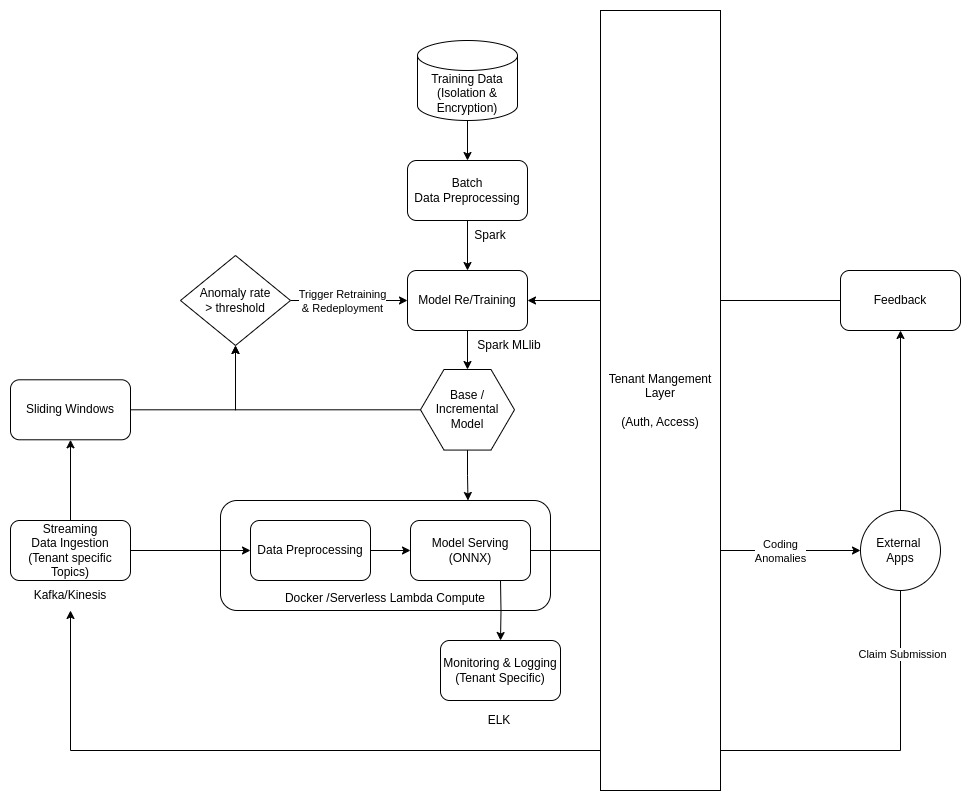 Training Data
(Isolation &
Encryption)
Batch
Data Preprocessing
Spark
Anomaly rate
> threshold
Trigger Retraining
& Redeployment
Model Re/Training
Feedback
Spark MLlib
Tenant Mangement
Layer
(Auth, Access)
Sliding Windows
Base /
Incremental
Model
Streaming
Data Ingestion
(Tenant specific
Topics)
Kafka/Kinesis
Data Preprocessing
Model Serving
(ONNX)
Docker /Serverless Lambda Compute
Coding
Anomalies
External
Apps
Monitoring & Logging
(Tenant Specific)
ELK
Claim Submission